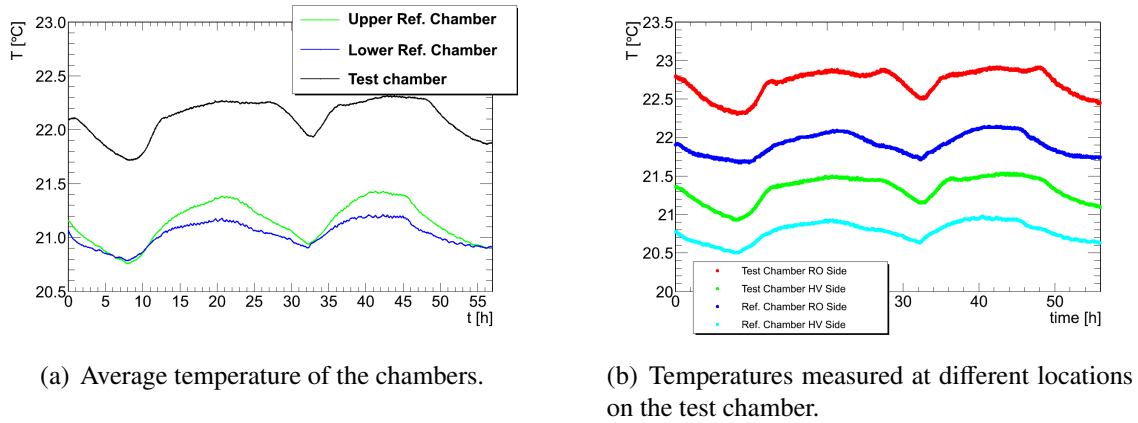 T [°C]
23.0
22.5
22.0
21.5
21.0
20.5
0
5
10
15
20
25
30
35
40
45
50
55
t [h]
Upper Ref. Chamber
Lower Ref. Chamber
Test chamber
T [°C]
23.5
23
22.5
22
21.5
21
20.5
20
0
30
40
50
time [h]
Test Chamber RO Side
Test Chamber HV Side
Ref. Chamber RO Side
Ref. Chamber HV Side
(a) Average temperature of the chambers.
(b) Temperatures measured at different locations
on the test chamber.